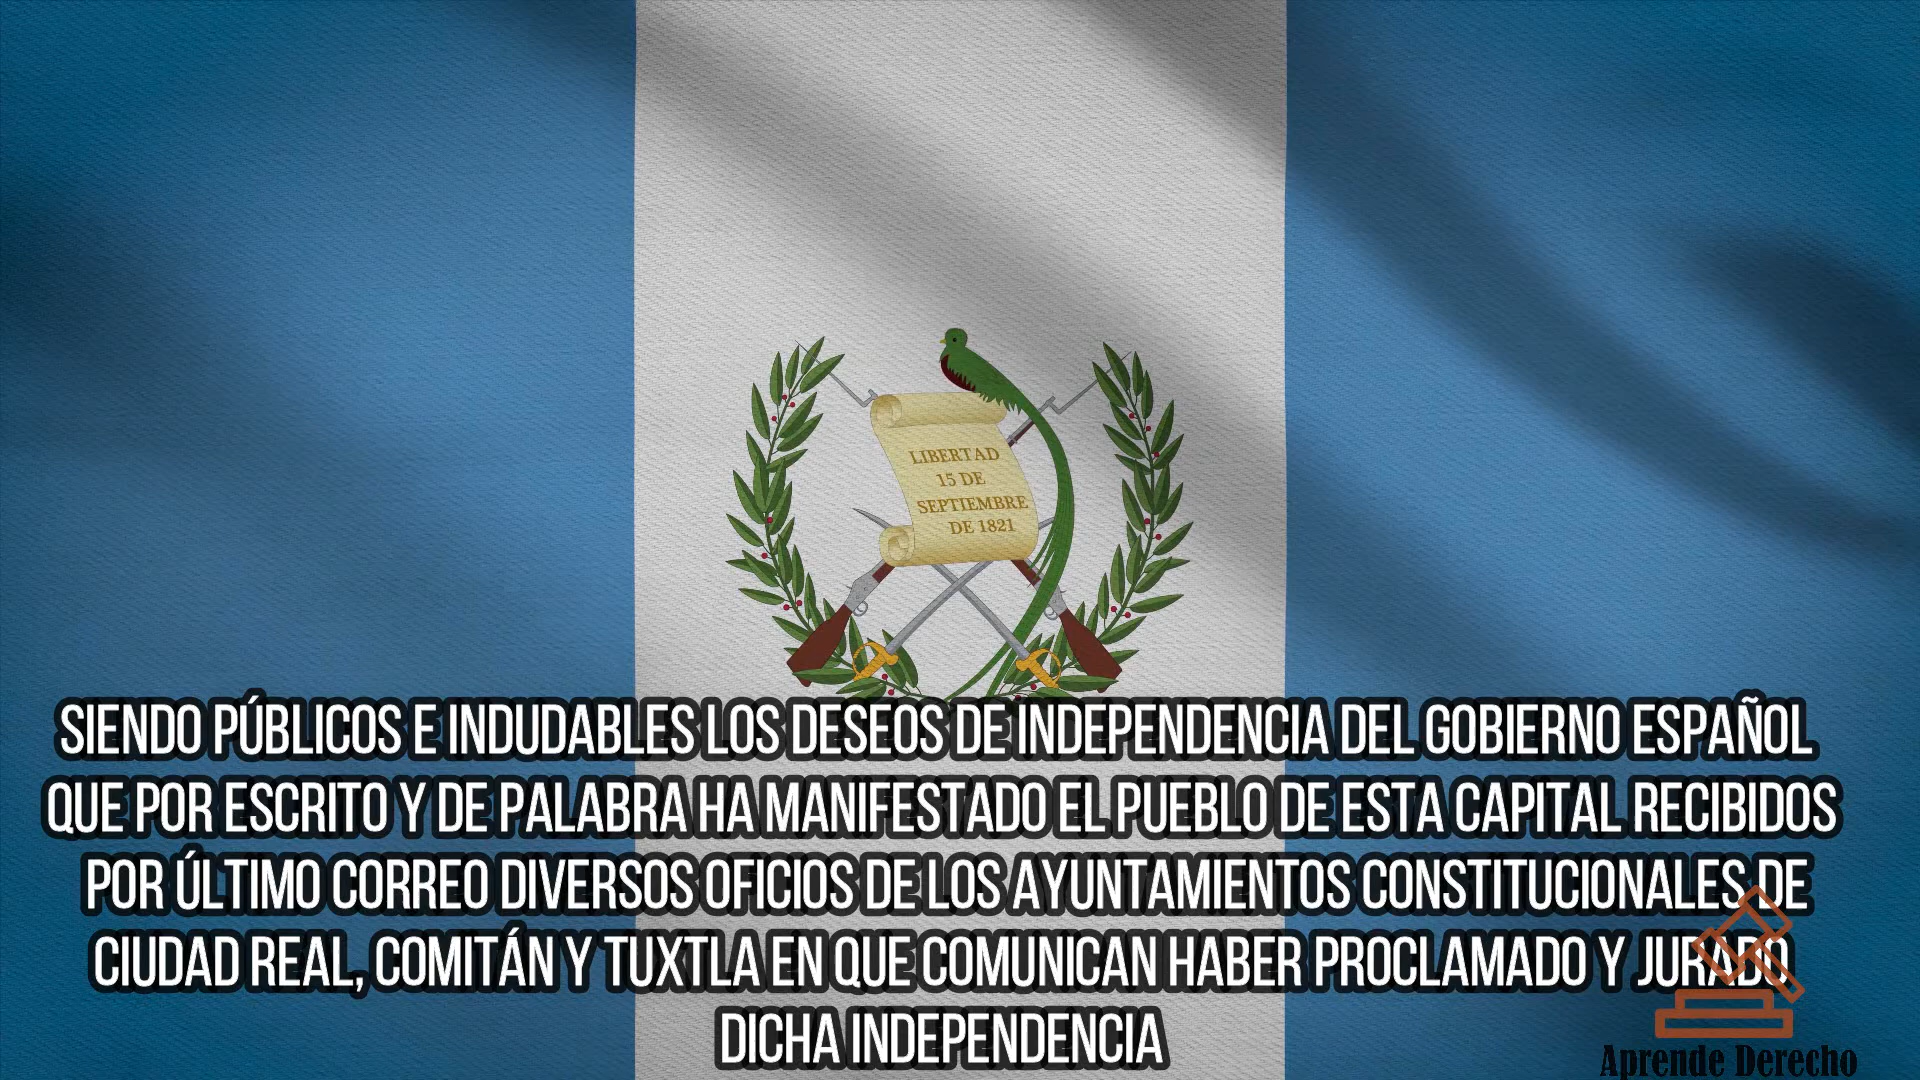 LIBERTAD
15 DE
SEPTIEMBRE
DE 1821
SIENDO PÚBLICOS E INDUDABLES LOS DESEOS DE INDEPENDENCIA DEL GOBIERNO ESPAÑOL
QUE POR ESCRITO Y DE PALABRA HA MANIFESTADO EL PUEBLO DE ESTA CAPITAL RECIBIDOS
POR ÚLTIMO CORREO DIVERSOS OFICIOS DE LOS AYUNTAMIENTOS CONSTITUCIONALES DE
CIUDAD REAL, COMITÁN Y TUXTLA EN QUE COMUNICAN HABER PROCLAMADO Y JURADO
DICHA INDEPENDENCIA
Aprende Derecho